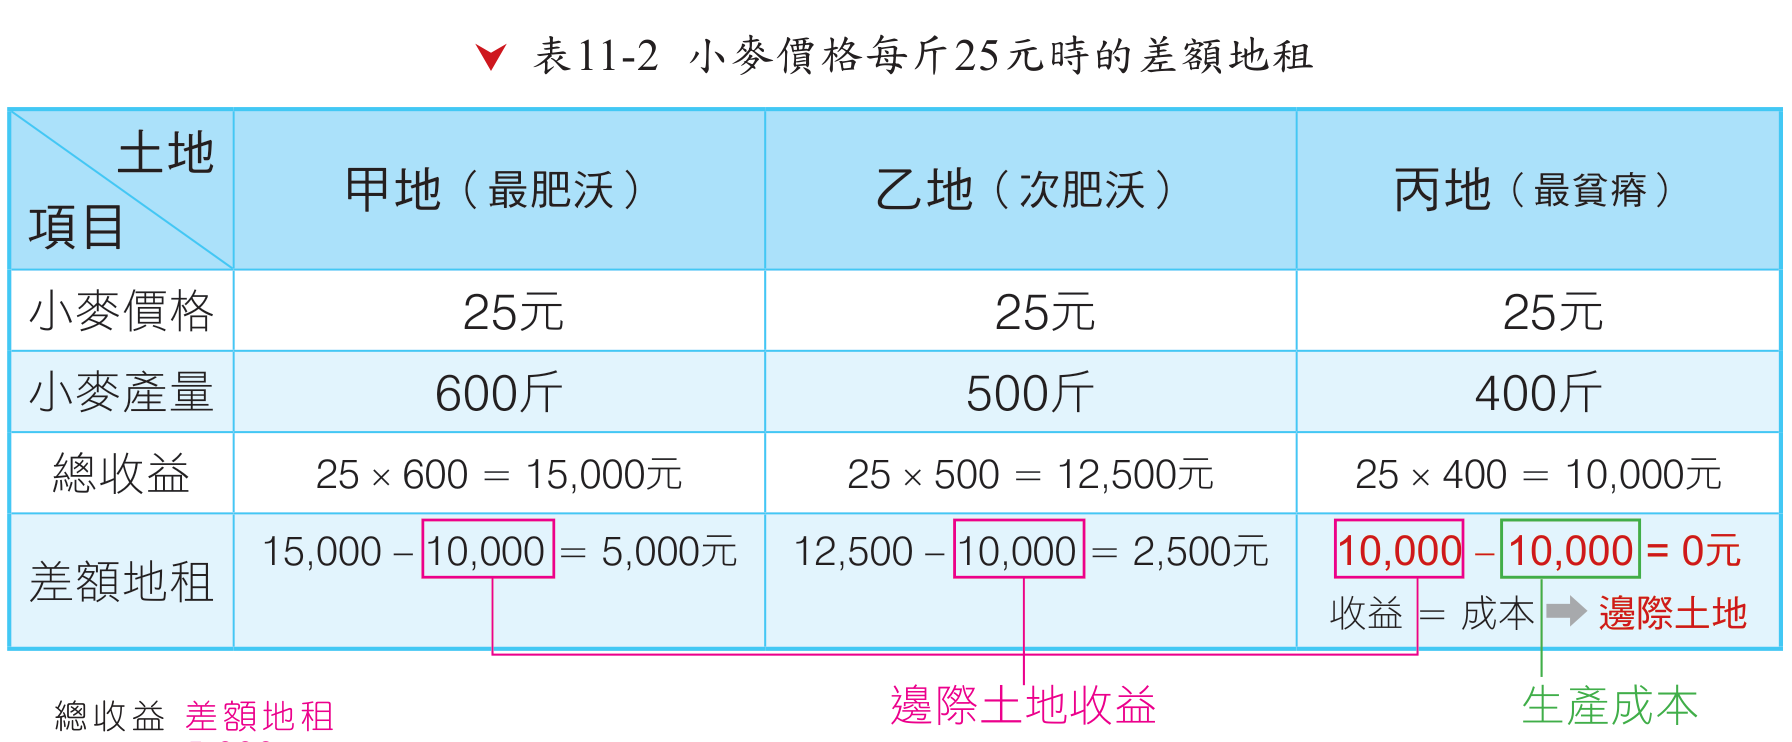 表11-2 小麥價格每斤25元時的差額地租
土地
項目
甲地（最肥沃） 乙地（次肥沃） 丙地（最貧瘠）
小麥價格 25元 25元 25元
小麥產量 600斤 500斤 400斤
總收益 25 × 600 = 15,000元 25 × 500 = 12,500元 25 × 400 = 10,000元
差額地租 15,000 – 10,000 = 5,000元 12,500 – 10,000 = 2,500元 10,000 – 10,000 = 0元
收益 = 成本 邊際土地
邊際土地收益 生產成本
總收益 差額地租